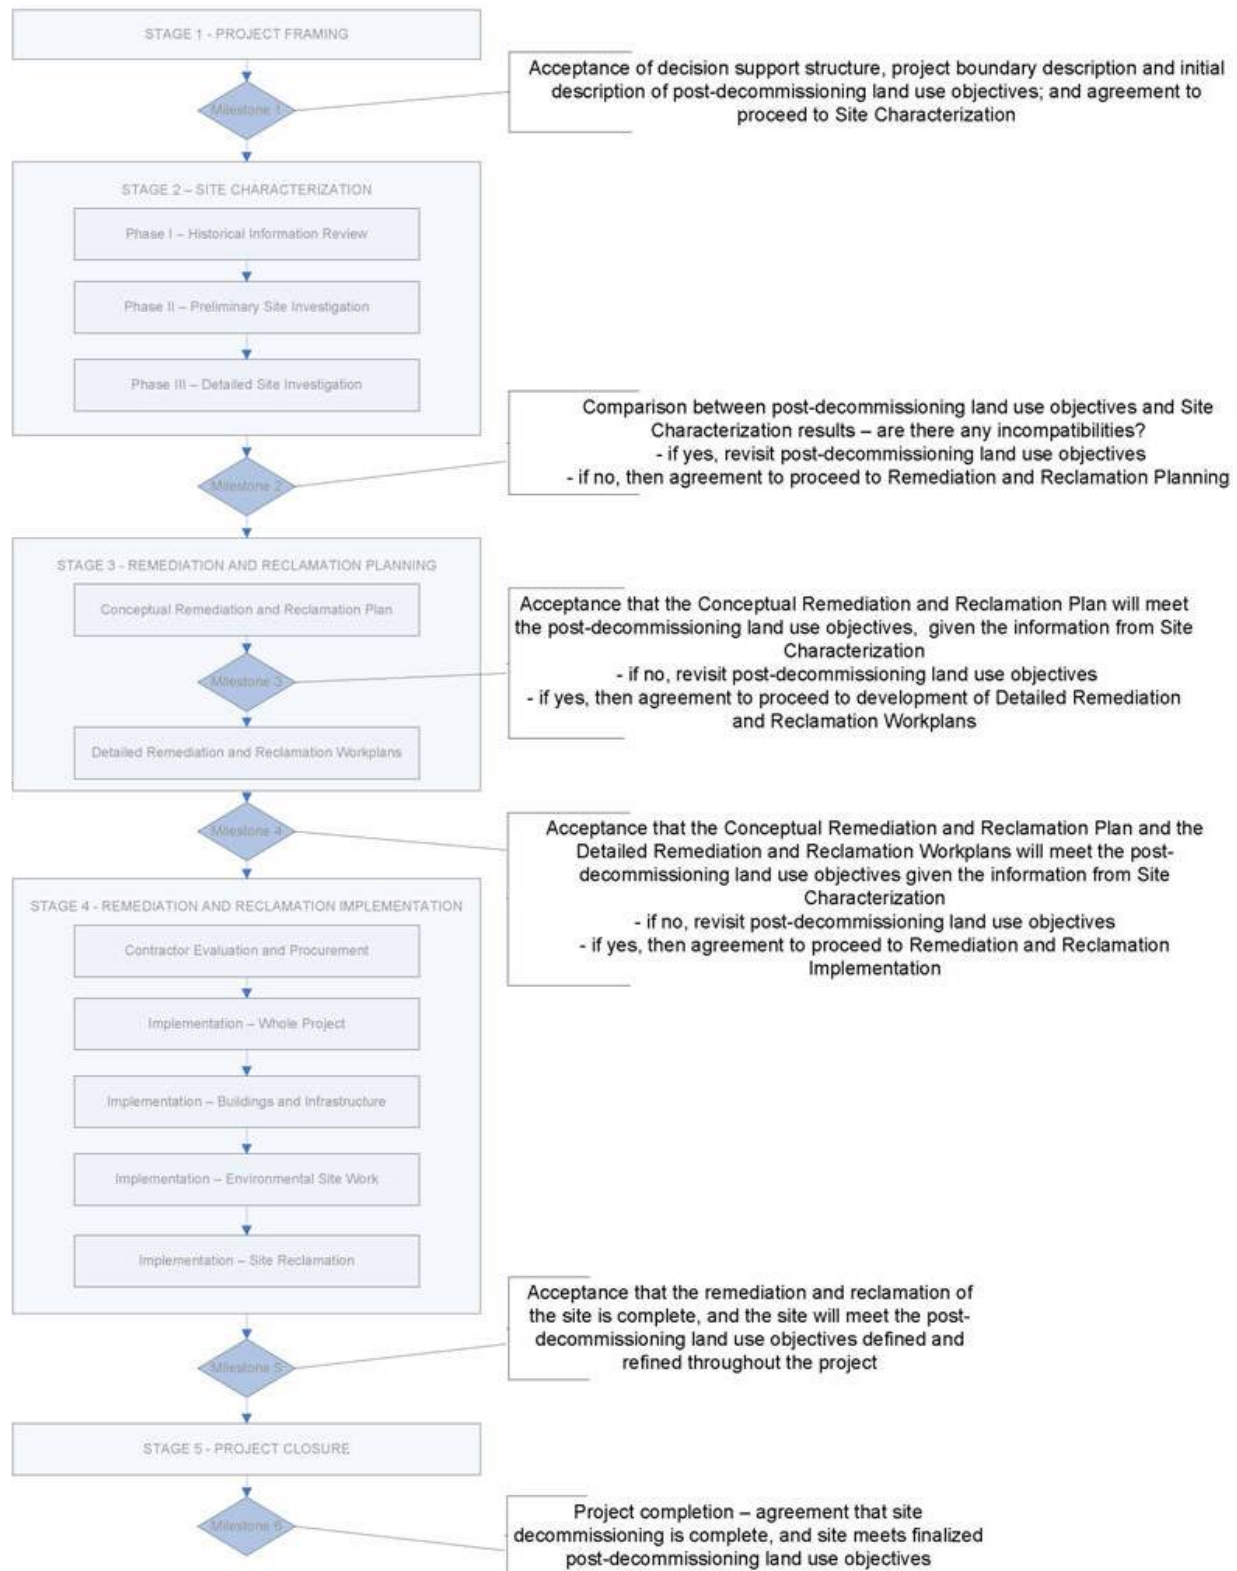 STAGE 1 - PROJECT FRAMING
Milestone 1
Acceptance of decision support structure, project boundary description and initial
description of post-decommissioning land use objectives; and agreement to
proceed to Site Characterization
STAGE 2 – SITE CHARACTERIZATION
Phase I – Historical Information Review
Phase II – Preliminary Site Investigation
Phase III – Detailed Site Investigation
Milestone 2
Comparison between post-decommissioning land use objectives and Site
Characterization results – are there any incompatibilities?
- if yes, revisit post-decommissioning land use objectives
- if no, then agreement to proceed to Remediation and Reclamation Planning
STAGE 3 - REMEDIATION AND RECLAMATION PLANNING
Conceptual Remediation and Reclamation Plan
Milestone 3
Acceptance that the Conceptual Remediation and Reclamation Plan will meet
the post-decommissioning land use objectives, given the information from Site
Characterization
- if no, revisit post-decommissioning land use objectives
- if yes, then agreement to proceed to development of Detailed Remediation
and Reclamation Workplans
Detailed Remediation and Reclamation Workplans
Milestone 4
Acceptance that the Conceptual Remediation and Reclamation Plan and the
Detailed Remediation and Reclamation Workplans will meet the post-
decommissioning land use objectives given the information from Site
Characterization
- if no, revisit post-decommissioning land use objectives
- if yes, then agreement to proceed to Remediation and Reclamation
Implementation
STAGE 4 - REMEDIATION AND RECLAMATION IMPLEMENTATION
Contractor Evaluation and Procurement
Implementation – Whole Project
Implementation – Buildings and Infrastructure
Implementation – Environmental Site Work
Implementation – Site Reclamation
Milestone 5
Acceptance that the remediation and reclamation of
the site is complete, and the site will meet the post-
decommissioning land use objectives defined and
refined throughout the project
STAGE 5 - PROJECT CLOSURE
Milestone 6
Project completion – agreement that site
decommissioning is complete, and site meets finalized
post-decommissioning land use objectives